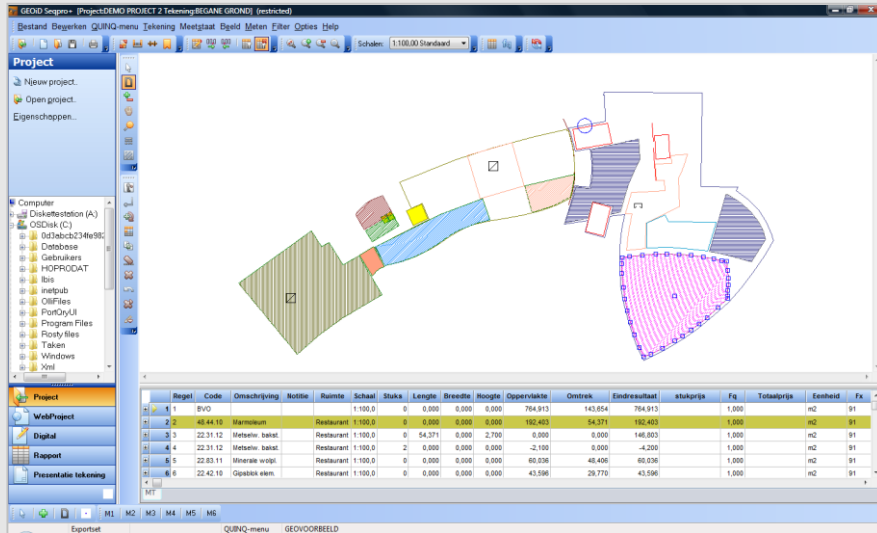 GEOiD Seqpro+ [Project:DEMO PROJECT 2 Tekening:BEGANE GROND] (restricted)
Bestand Bewerken QUINQ-menu Tekening Meetstaat Beeld Meten Filter Opties Help
Schalen: 1:100,00 Standaard
Project
Nieuw project.
Open project.
Eigenschappen...
Computer
Diskettestation (A:)
OSDisk (C:)
0d3abcb234fe982
Database
Gebruikers
HOPRODAT
Ibis
inetpub
OlliFiles
PortQryUI
Program Files
Rosty files
Taken
Windows
Xml
Project
WebProject
Digital
Rapport
Presentatie tekening
Regel Code Omschrijving Notitie Ruimte Schaal Stuks Lengte Breedte Hoogte Oppervlakte Omtrek Eindresultaat stukprijs Fq Totaalprijs Eenheid Fx
1 1 BVO 1:100,0 0 0,000 0,000 0,000 764,913 143,654 764,913 1,000 m2 91
2 2 48.44.10 Marmoleum Restaurant 1:100,0 0 0,000 0,000 0,000 192,403 54,371 192,403 1,000 m2 91
3 3 22.31.12 Metselw. bakst. Restaurant 1:100,0 0 54,371 0,000 2,700 0,000 0,000 146,803 1,000 m2 91
4 4 22.31.12 Metselw. bakst. Restaurant 1:100,0 2 0,000 0,000 0,000 -2,100 0,000 -4,200 1,000 m2 91
5 5 22.83.11 Minerale wolpl. Restaurant 1:100,0 0 0,000 0,000 0,000 60,036 48,406 60,036 1,000 m2 91
6 6 22.42.10 Gipsblok elem. Restaurant 1:100,0 0 0,000 0,000 0,000 43,596 29,770 43,596 1,000 m2 91
MT
M1 M2 M3 M4 M5 M6
Exportset QUINQ-menu GEOVOORBEELD